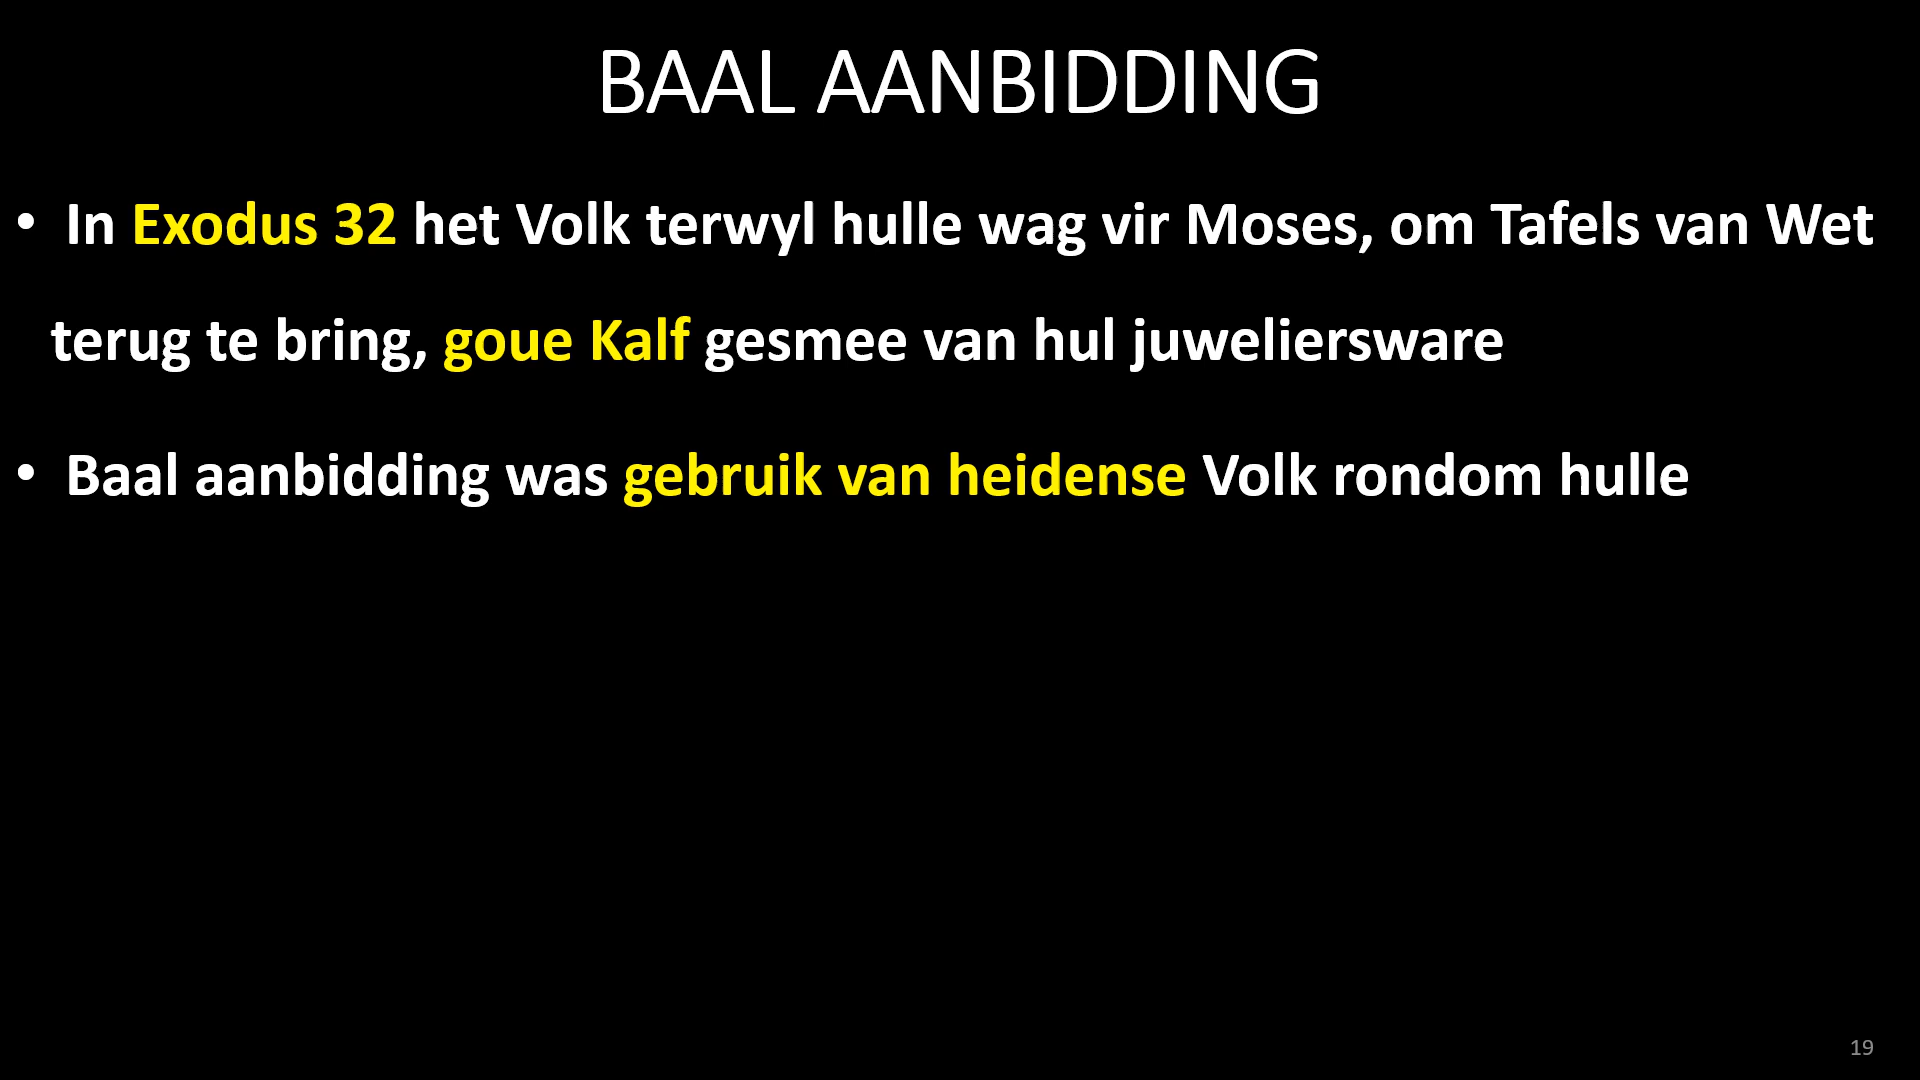 BAAL AANBIDDING
• In Exodus 32 het Volk terwyl hulle wag vir Moses, om Tafels van Wet
terug te bring, goue Kalf gesmee van hul juweliersware
• Baal aanbidding was gebruik van heidense Volk rondom hulle
19